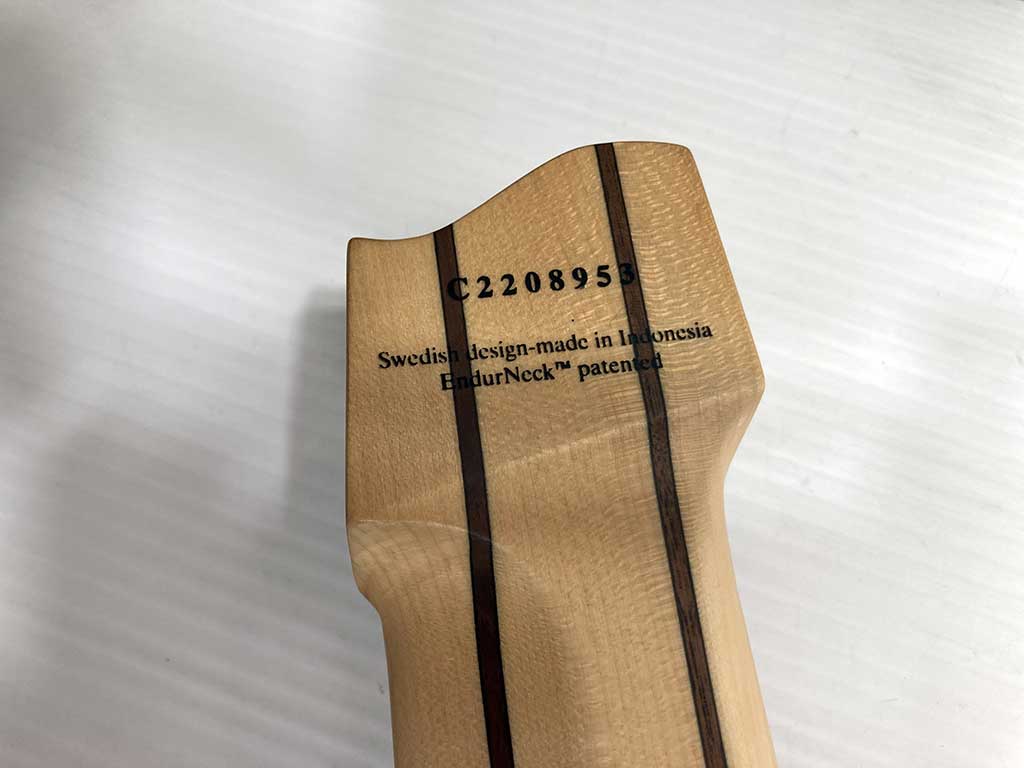 C2208953
Swedish design-made in Indonesia
EndurNeck™ patented